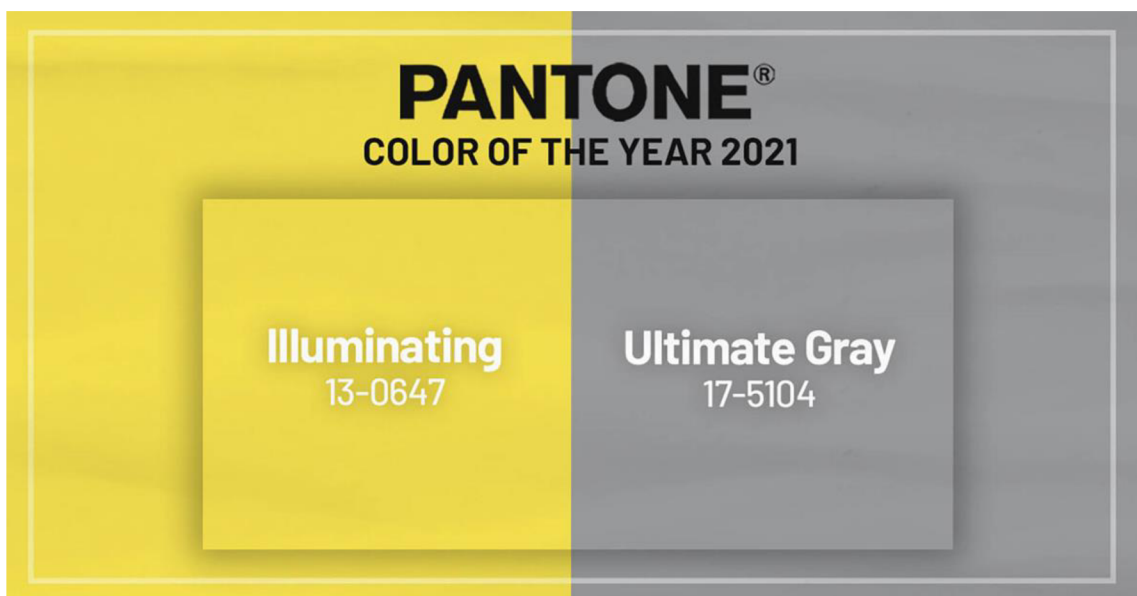 PANTONE®
COLOR OF THE YEAR 2021
Illuminating
13-0647
Ultimate Gray
17-5104